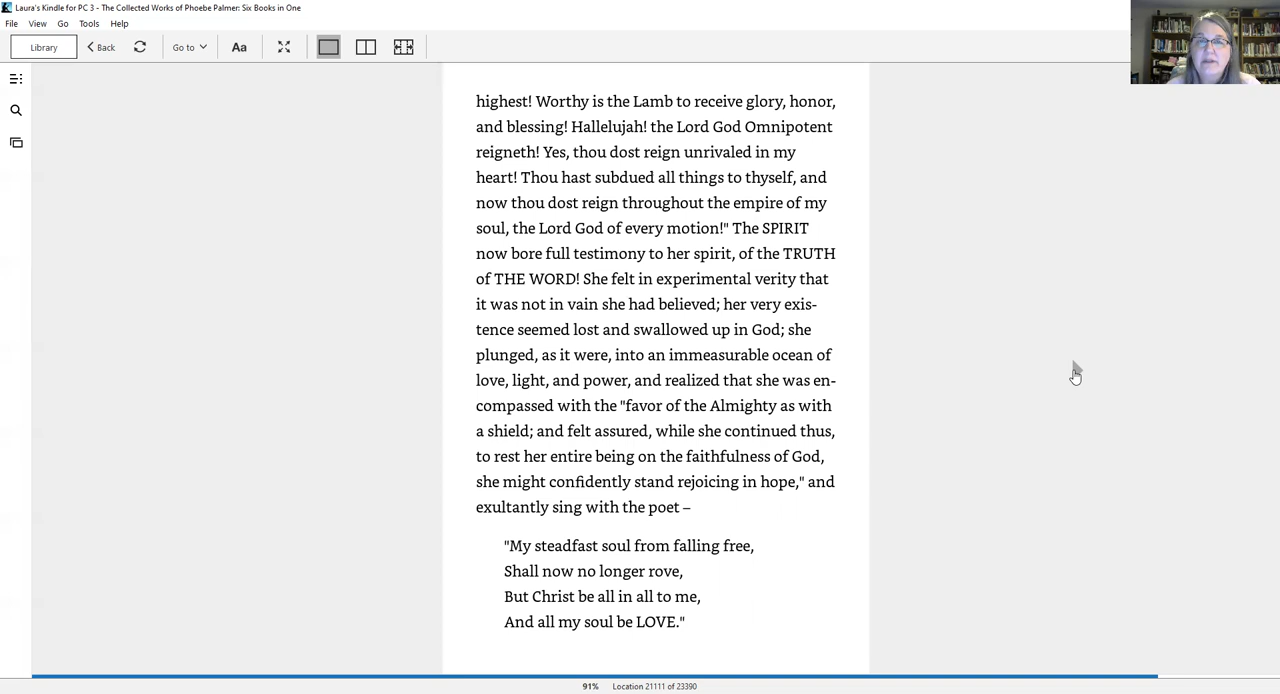 Laura's Kindle for PC 3 - The Collected Works of Phoebe Palmer: Six Books in One
File View Go Tools Help
Library Back Go to Aa
highest! Worthy is the Lamb to receive glory, honor,
and blessing! Hallelujah! the Lord God Omnipotent
reigneth! Yes, thou dost reign unrivaled in my
heart! Thou hast subdued all things to thyself, and
now thou dost reign throughout the empire of my
soul, the Lord God of every motion!" The SPIRIT
now bore full testimony to her spirit, of the TRUTH
of THE WORD! She felt in experimental verity that
it was not in vain she had believed; her very exis-
tence seemed lost and swallowed up in God; she
plunged, as it were, into an immeasurable ocean of
love, light, and power, and realized that she was en-
compassed with the "favor of the Almighty as with
a shield; and felt assured, while she continued thus,
to rest her entire being on the faithfulness of God,
she might confidently stand rejoicing in hope," and
exultantly sing with the poet –
"My steadfast soul from falling free,
Shall now no longer rove,
But Christ be all in all to me,
And all my soul be LOVE."
91% Location 21111 of 23390